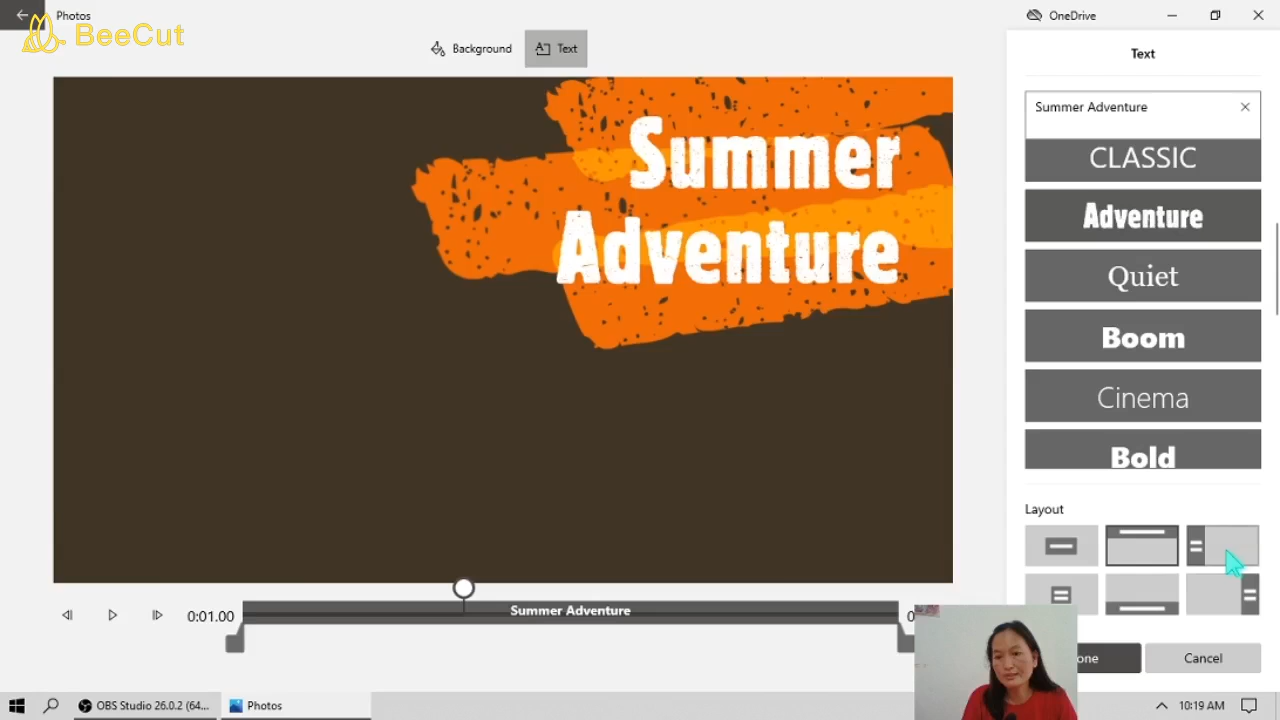 Photos
BeeCut
OneDrive
Background
Text
Text
Summer Adventure
CLASSIC
Adventure
Quiet
Boom
Cinema
Bold
Layout
Summer
Adventure
0:01.00
Summer Adventure
Cancel
OBS Studio 26.0.2 (64...
Photos
10:19 AM